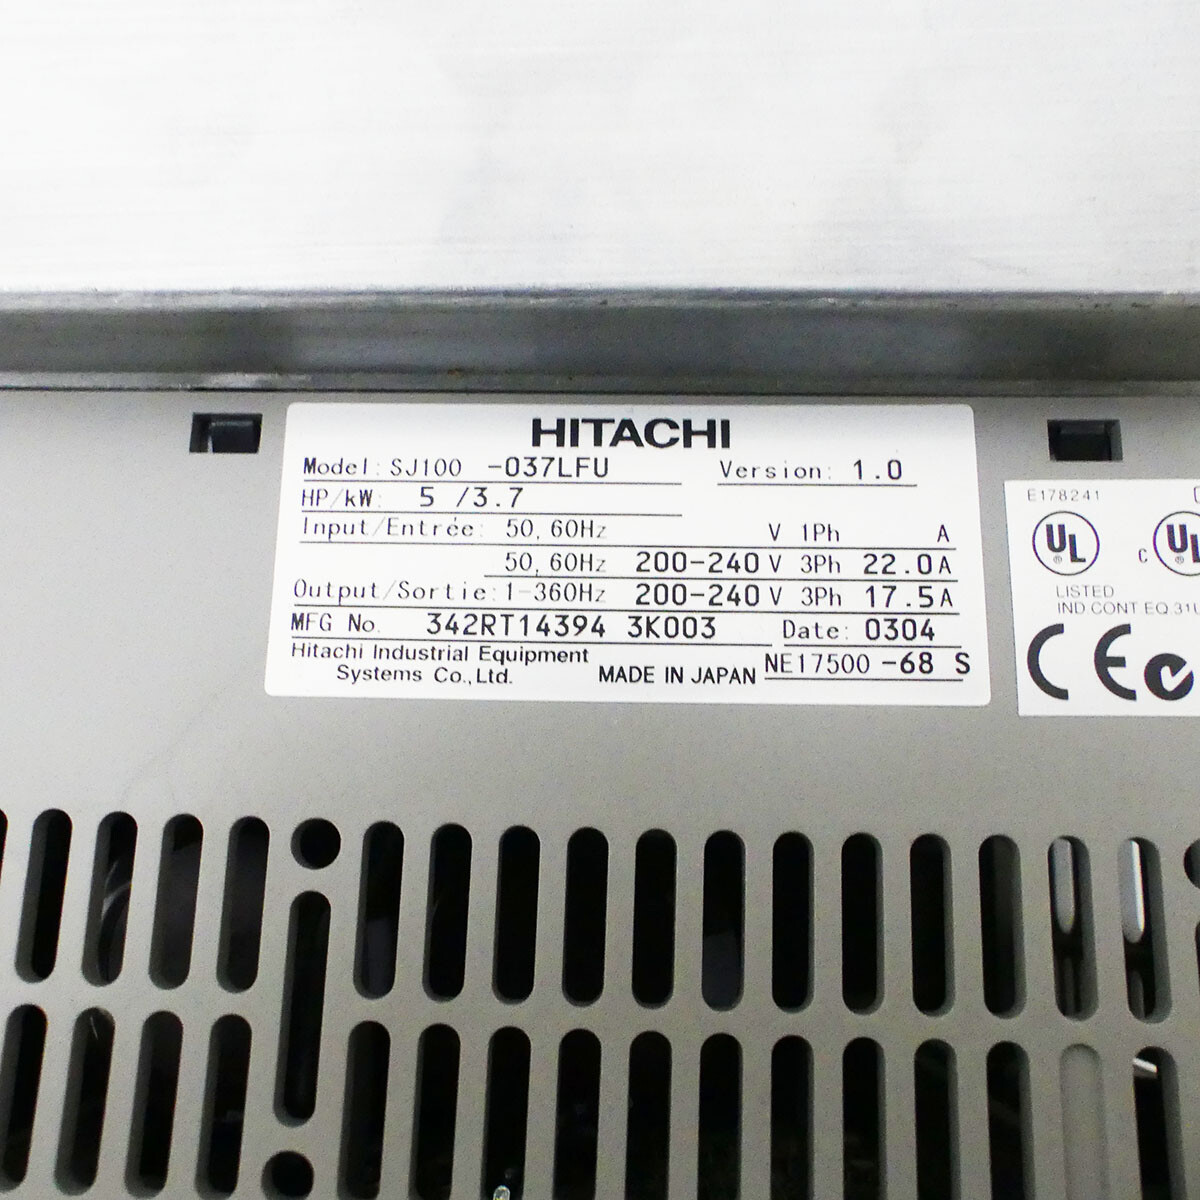 HITACHI
Model: SJ100 -037LFU Version: 1.0
HP/kW: 5 /3.7
Input/Entrée: 50, 60Hz V 1Ph A
50, 60Hz 200-240 V 3Ph 22.0 A
Output/Sortie: 1-360Hz 200-240 V 3Ph 17.5 A
MFG No. 342RT14394 3K003 Date: 0304
Hitachi Industrial Equipment
Systems Co., Ltd. MADE IN JAPAN NE17500 -68 S
E178241
UL ® C UL
LISTED
IND.CONT EQ.
CE